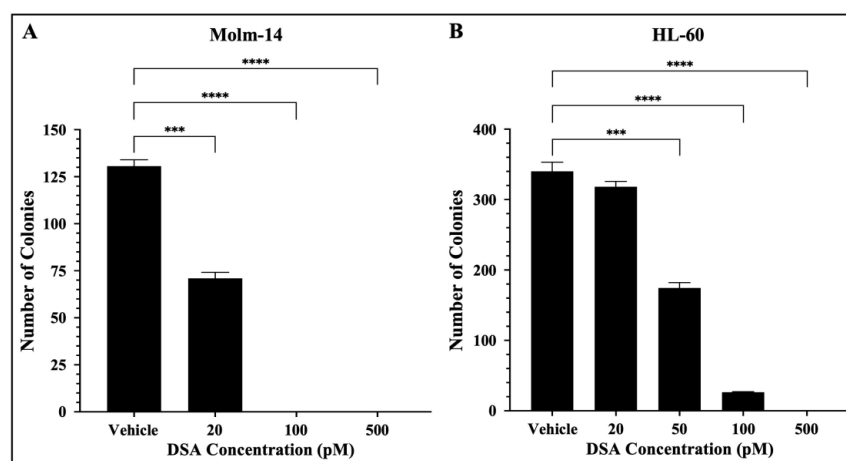 A
Molm-14
****
****
***
Number of Colonies
150
125
100
75
50
25
0
Vehicle 20 100 500
DSA Concentration (pM)
B
HL-60
****
****
***
Number of Colonies
400
300
200
100
0
Vehicle 20 50 100 500
DSA Concentration (pM)